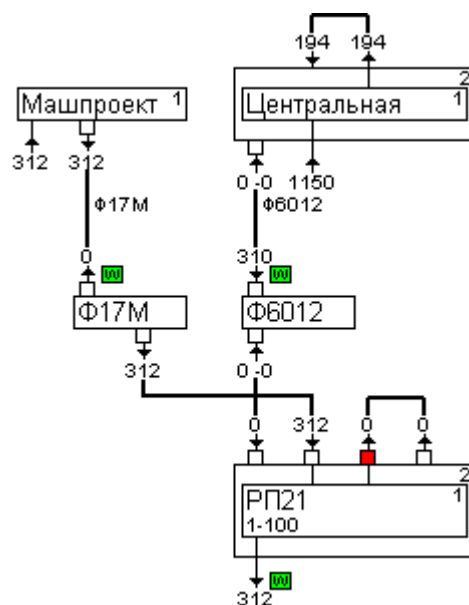 194 194
2
Машпроект 1
Центральная 1
312 312
0 -0 1150
Ф17М
Ф6012
0 W
310 W
Ф17М
Ф6012
312
0 -0
0 312 0 0
2
РП21 1
1-100
W
312